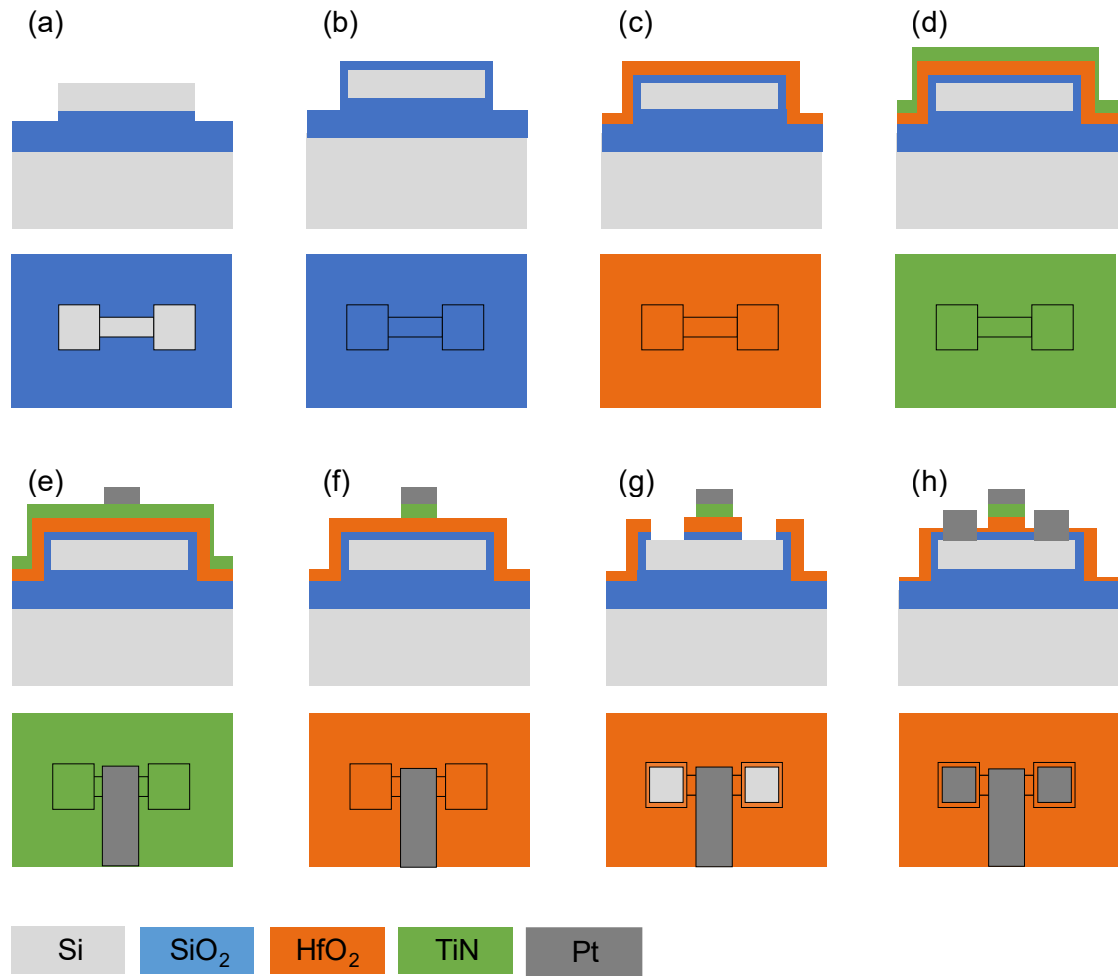 (a) (b) (c) (d)
(e) (f) (g) (h)
Si SiO₂ HfO₂ TiN Pt